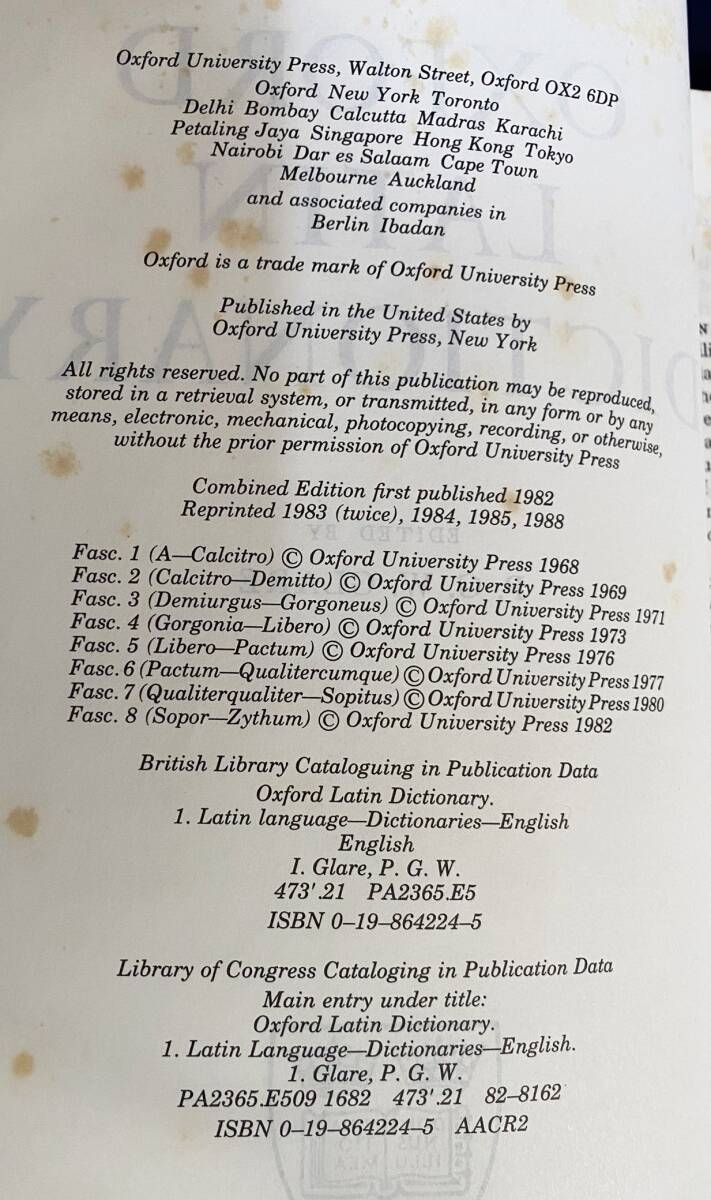 Oxford University Press, Walton Street, Oxford OX2 6DP
Oxford New York Toronto
Delhi Bombay Calcutta Madras Karachi
Petaling Jaya Singapore Hong Kong Tokyo
Nairobi Dar es Salaam Cape Town
Melbourne Auckland
and associated companies in
Berlin Ibadan
Oxford is a trade mark of Oxford University Press
Published in the United States by
Oxford University Press, New York
All rights reserved. No part of this publication may be reproduced,
stored in a retrieval system, or transmitted, in any form or by any
means, electronic, mechanical, photocopying, recording, or otherwise,
without the prior permission of Oxford University Press
Combined Edition first published 1982
Reprinted 1983 (twice), 1984, 1985, 1988
Fasc. 1 (A—Calcitro) © Oxford University Press 1968
Fasc. 2 (Calcitro—Demitto) © Oxford University Press 1969
Fasc. 3 (Demiurgus—Gorgoneus) © Oxford University Press 1971
Fasc. 4 (Gorgonia—Libero) © Oxford University Press 1973
Fasc. 5 (Libero—Pactum) © Oxford University Press 1976
Fasc. 6 (Pactum—Qualitercumque) © Oxford University Press 1977
Fasc. 7 (Qualiterqualiter—Sopitus) © Oxford University Press 1980
Fasc. 8 (Sopor—Zythum) © Oxford University Press 1982
British Library Cataloguing in Publication Data
Oxford Latin Dictionary.
1. Latin language—Dictionaries—English
English
I. Glare, P. G. W.
473'.21 PA2365.E5
ISBN 0–19–864224–5
Library of Congress Cataloging in Publication Data
Main entry under title:
Oxford Latin Dictionary.
1. Latin Language—Dictionaries—English.
1. Glare, P. G. W.
PA2365.E509 1682 473'.21 82–8162
ISBN 0–19–864224–5 AACR2